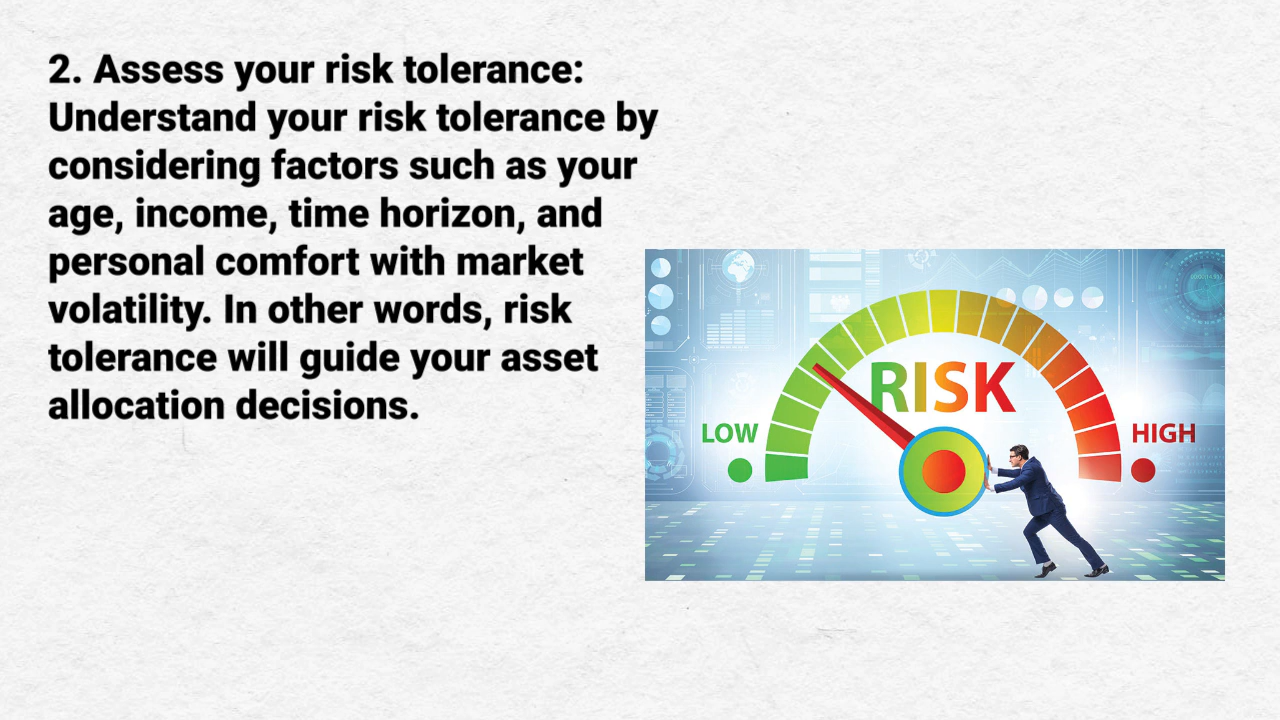 2. Assess your risk tolerance:
Understand your risk tolerance by
considering factors such as your
age, income, time horizon, and
personal comfort with market
volatility. In other words, risk
tolerance will guide your asset
allocation decisions.
RISK
LOW
HIGH